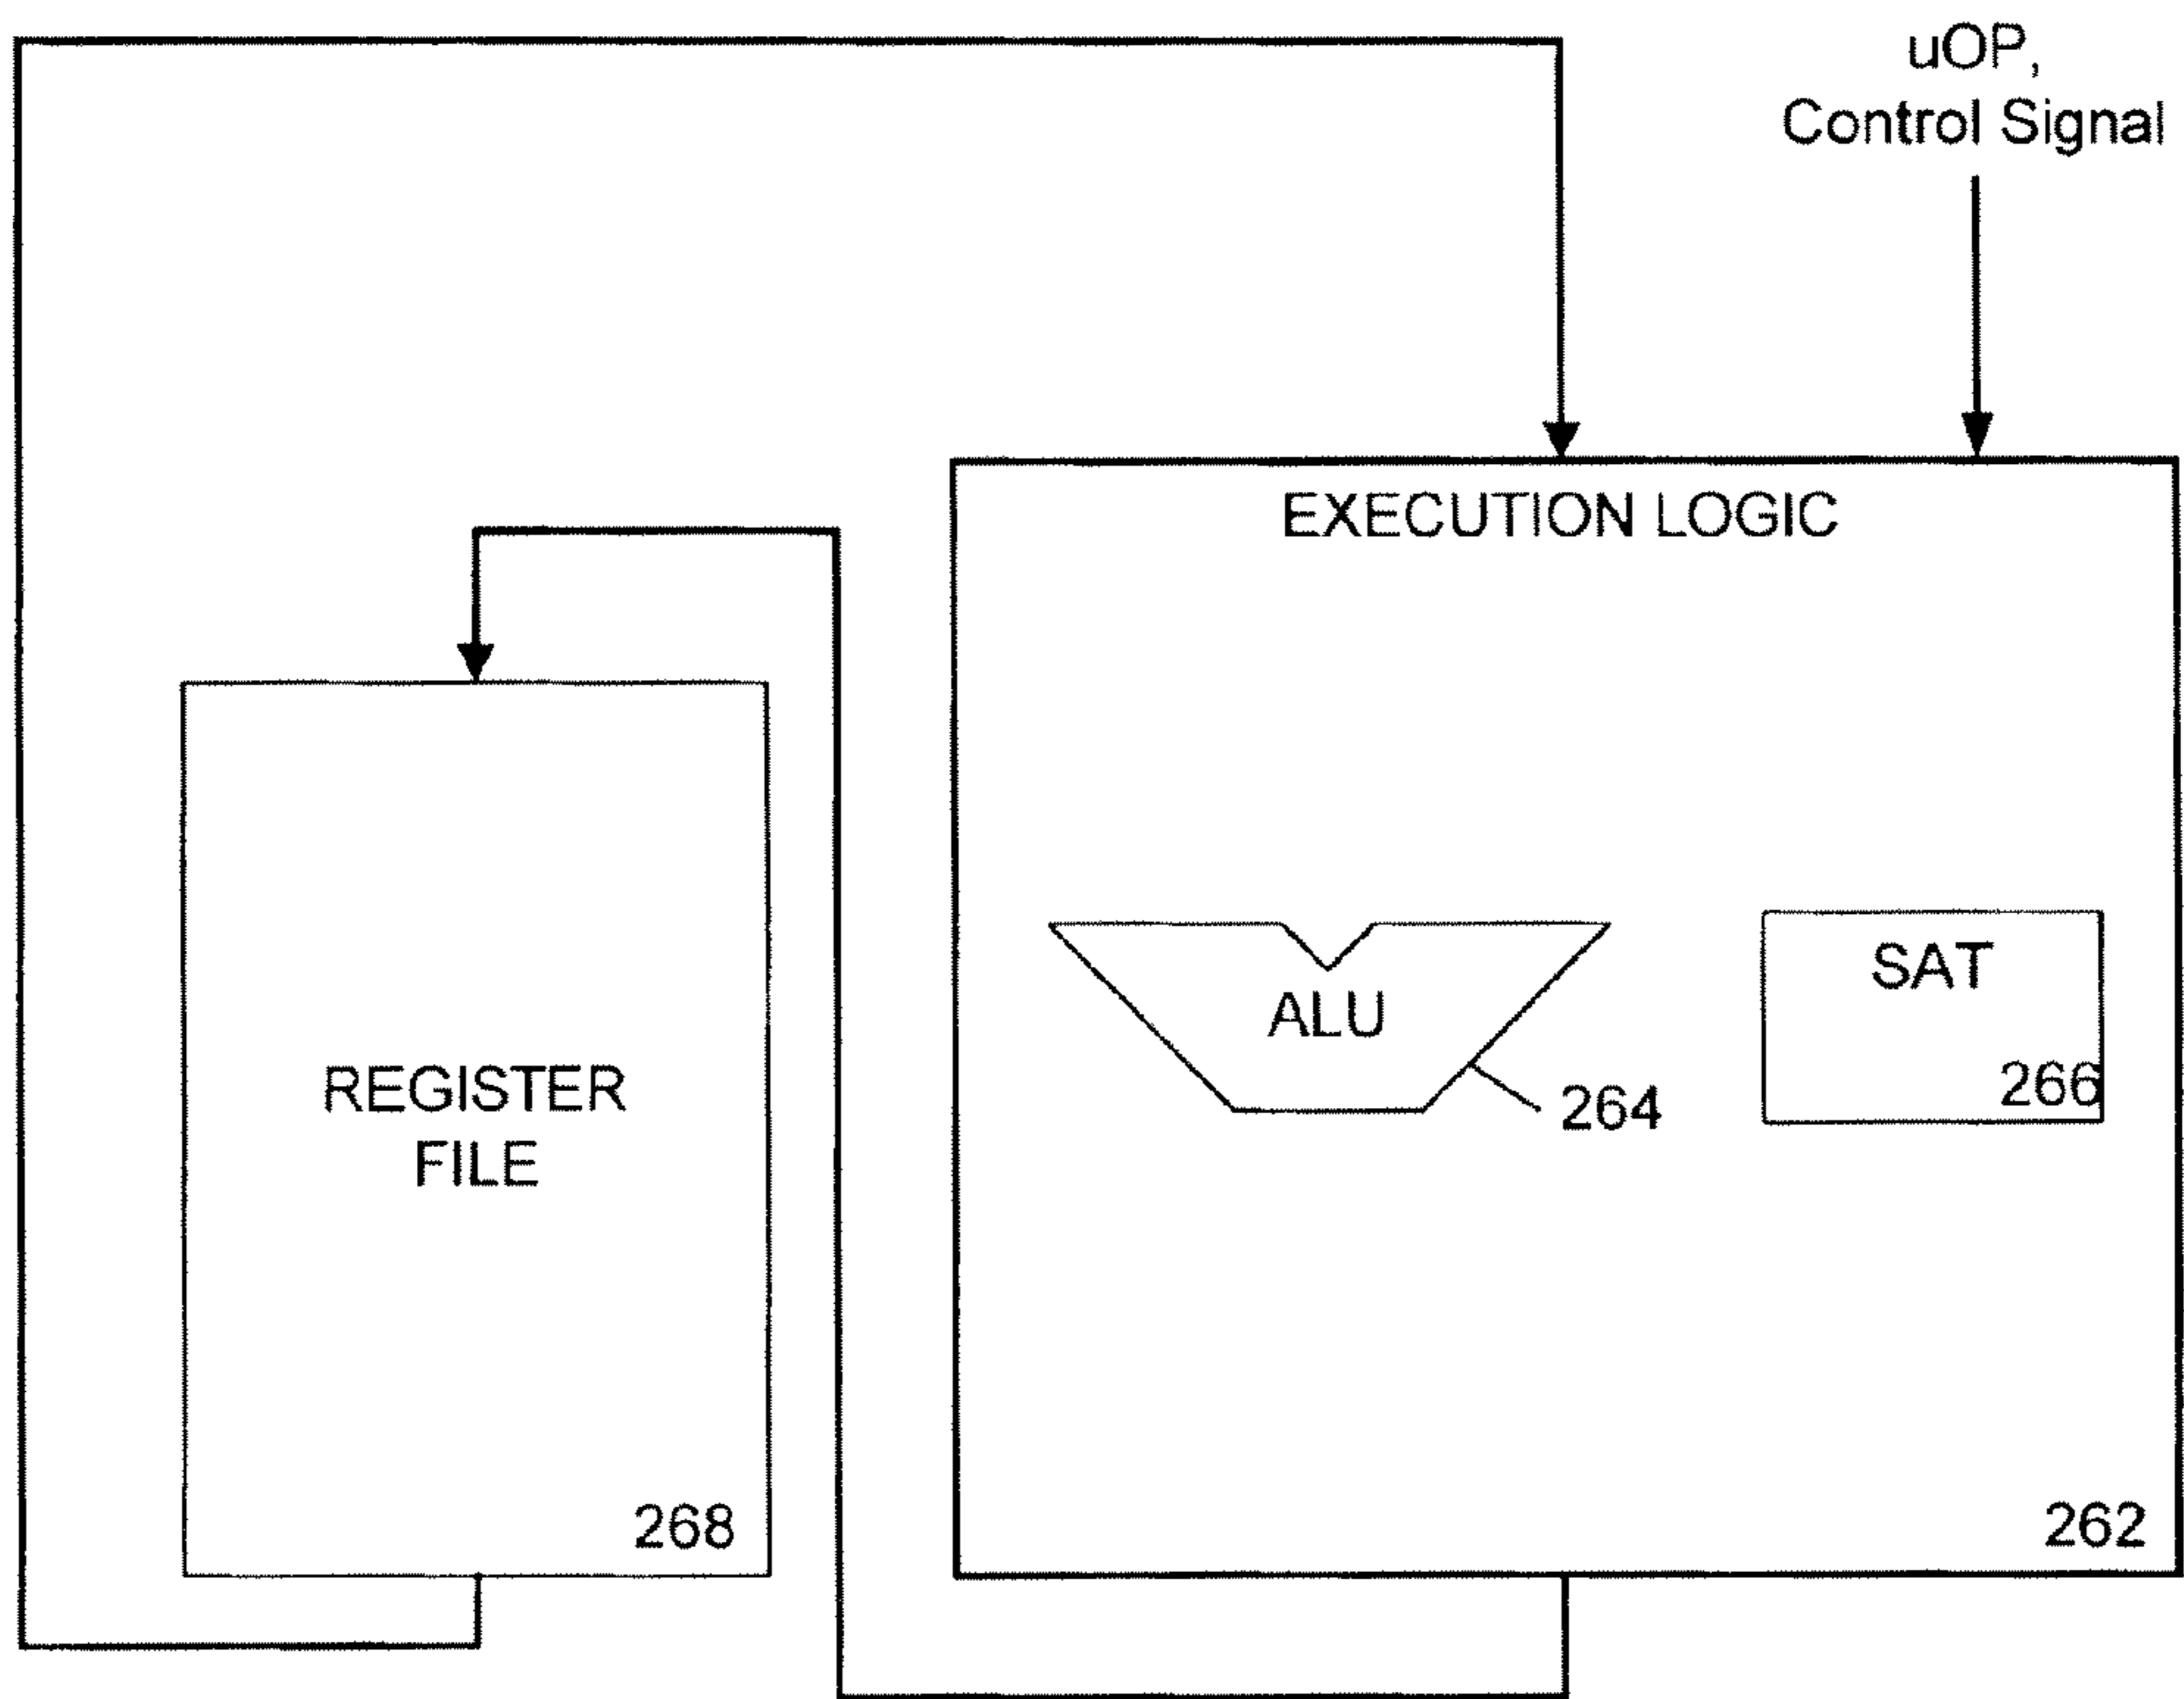 uOP,
Control Signal
EXECUTION LOGIC
SAT
ALU
266
REGISTER
FILE
264
268
262